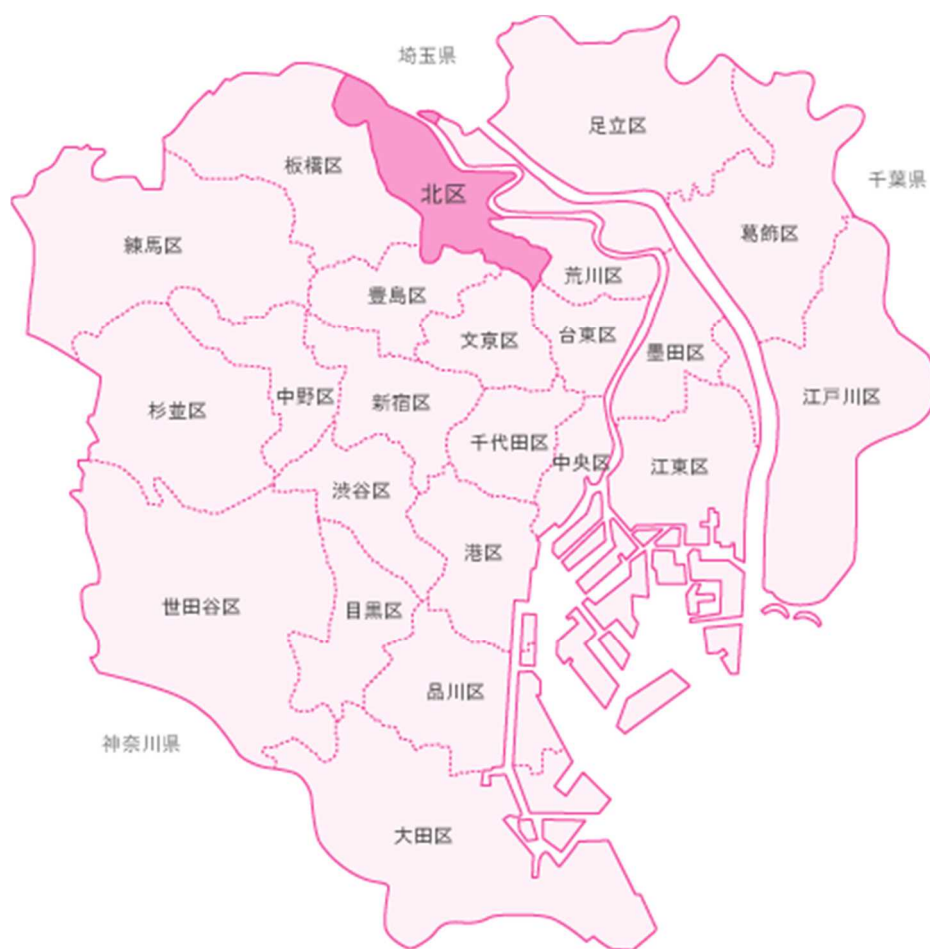 埼玉県
足立区
板橋区
千葉県
北区
葛飾区
練馬区
荒川区
豊島区
文京区
台東区
墨田区
江戸川区
杉並区
中野区
新宿区
千代田区
中央区
江東区
渋谷区
港区
世田谷区
目黒区
品川区
神奈川県
大田区